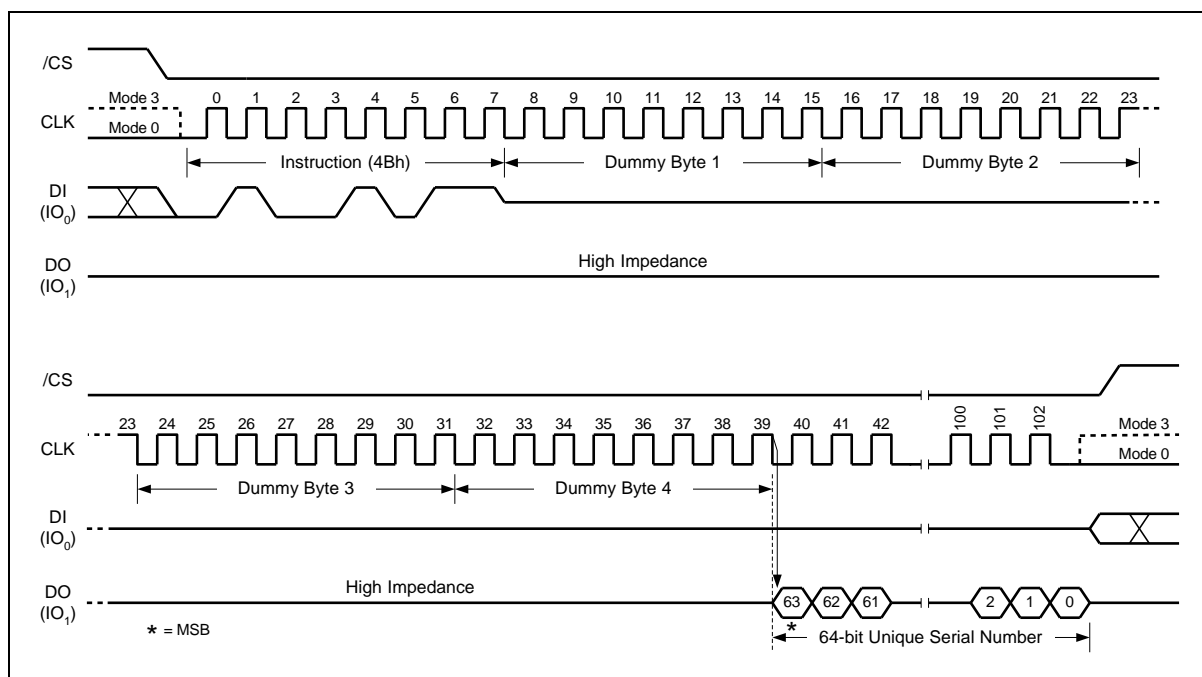 /CS
Mode 3
0 1 2 3 4 5 6 7 8 9 10 11 12 13 14 15 16 17 18 19 20 21 22 23
CLK
Mode 0
Instruction (4Bh) Dummy Byte 1 Dummy Byte 2
DI
(IO0)
High Impedance
DO
(IO1)
/CS
23 24 25 26 27 28 29 30 31 32 33 34 35 36 37 38 39 40 41 42 100 101 102
Mode 3
CLK
Mode 0
Dummy Byte 3 Dummy Byte 4
DI
(IO0)
High Impedance
DO
(IO1)
63 62 61 2 1 0
* = MSB
*
64-bit Unique Serial Number